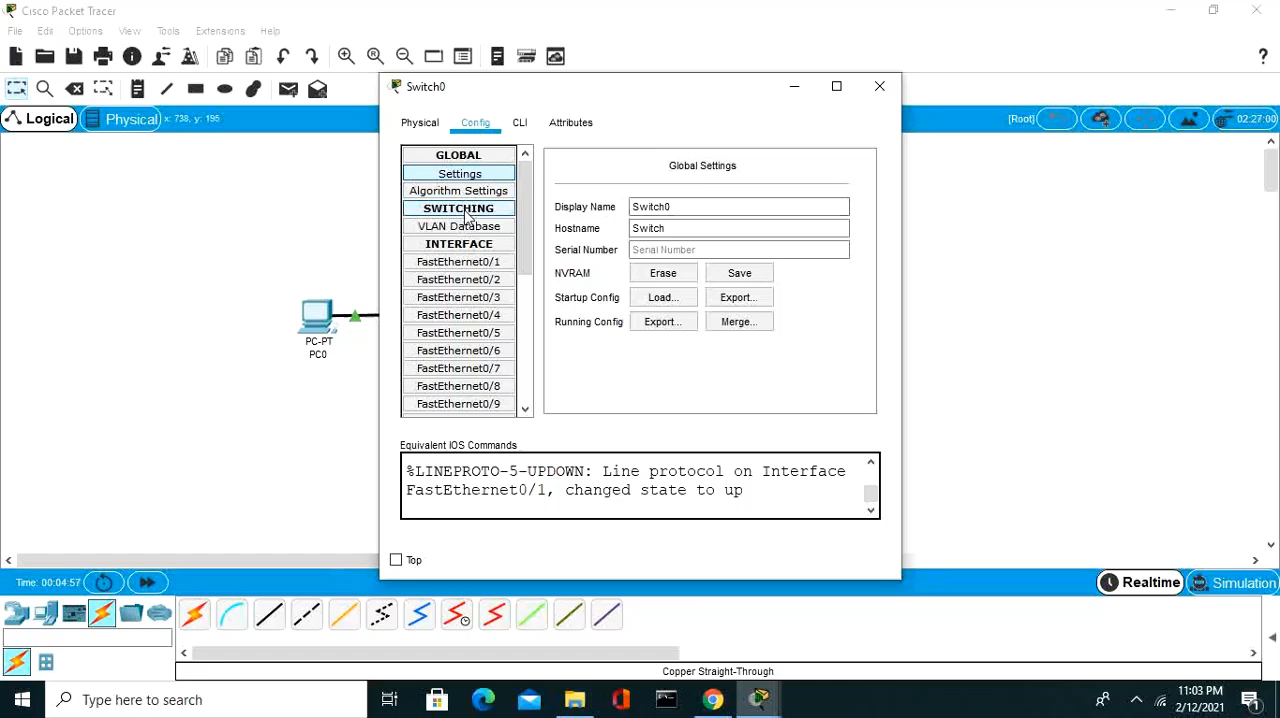 Cisco Packet Tracer
File Edit Options View Tools Extensions Help
Logical Physical x: 738, y: 195 [Root] 02:27:00
Switch0
Physical Config CLI Attributes
GLOBAL
Settings
Algorithm Settings
SWITCHING
VLAN Database
INTERFACE
FastEthernet0/1
FastEthernet0/2
FastEthernet0/3
FastEthernet0/4
FastEthernet0/5
FastEthernet0/6
FastEthernet0/7
FastEthernet0/8
FastEthernet0/9
Global Settings
Display Name Switch0
Hostname Switch
Serial Number Serial Number
NVRAM Erase Save
Startup Config Load... Export...
Running Config Export... Merge...
PC-PT
PC0
Equivalent IOS Commands
%LINEPROTO-5-UPDOWN: Line protocol on Interface
FastEthernet0/1, changed state to up
Top
Time: 00:04:57 Realtime Simulation
Copper Straight-Through
Type here to search
11:03 PM
2/12/2021
1